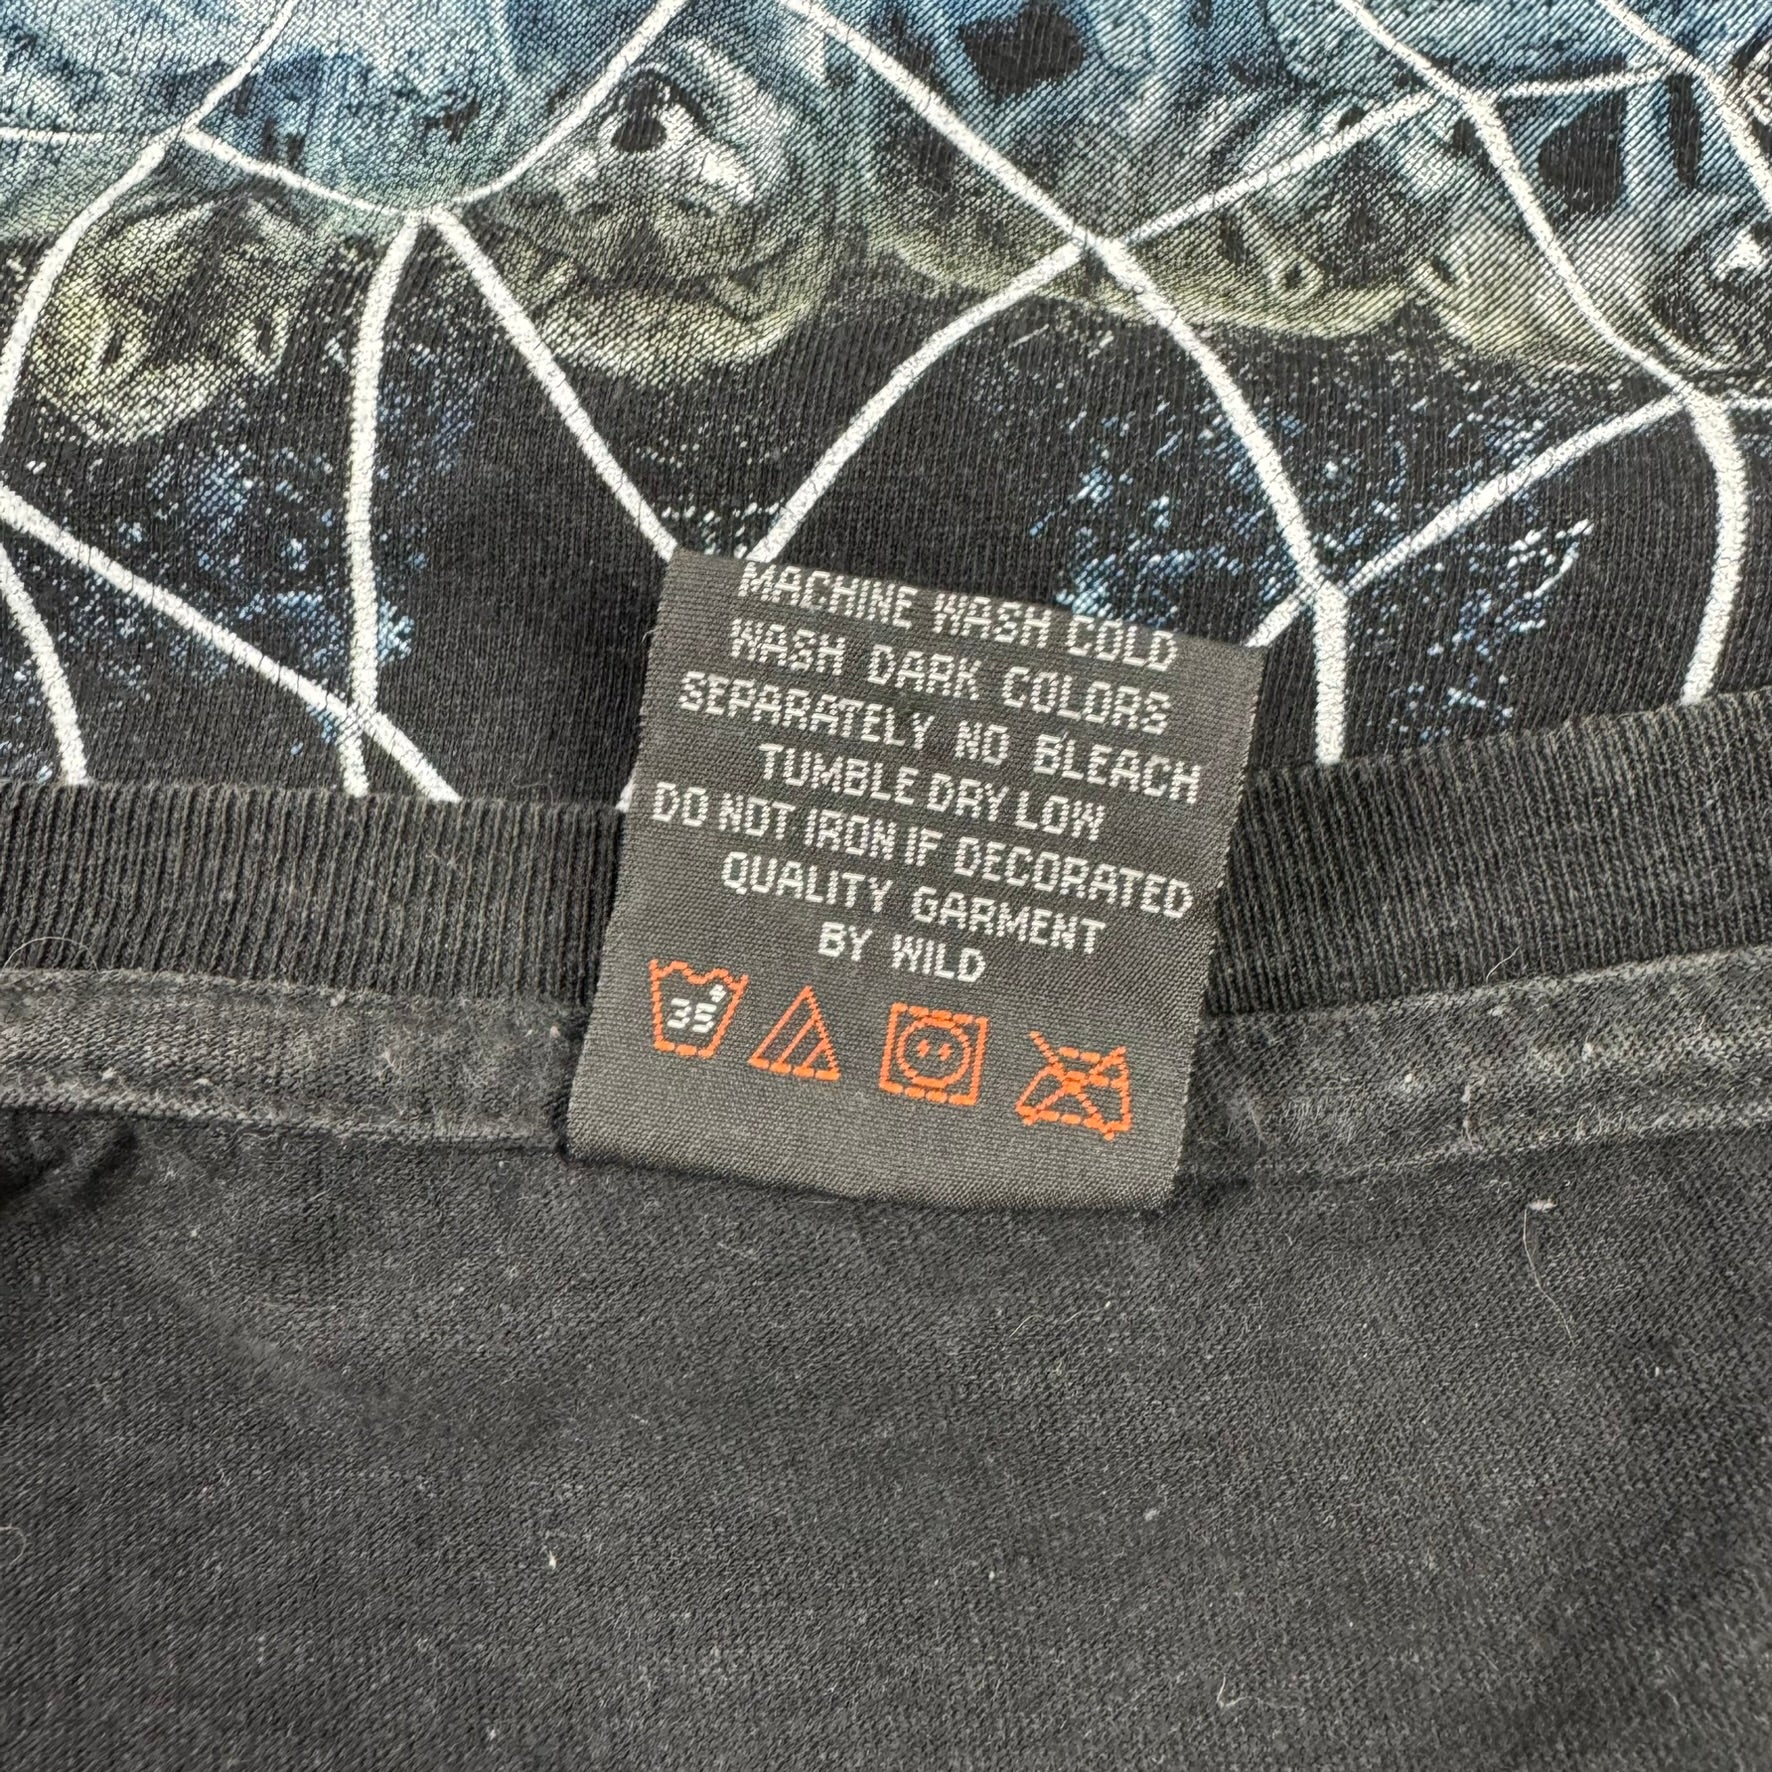 MACHINE WASH COLD
WASH DARK COLORS
SEPARATELY NO BLEACH
TUMBLE DRY LOW
DO NOT IRON IF DECORATED
QUALITY GARMENT
BY WILD
35°